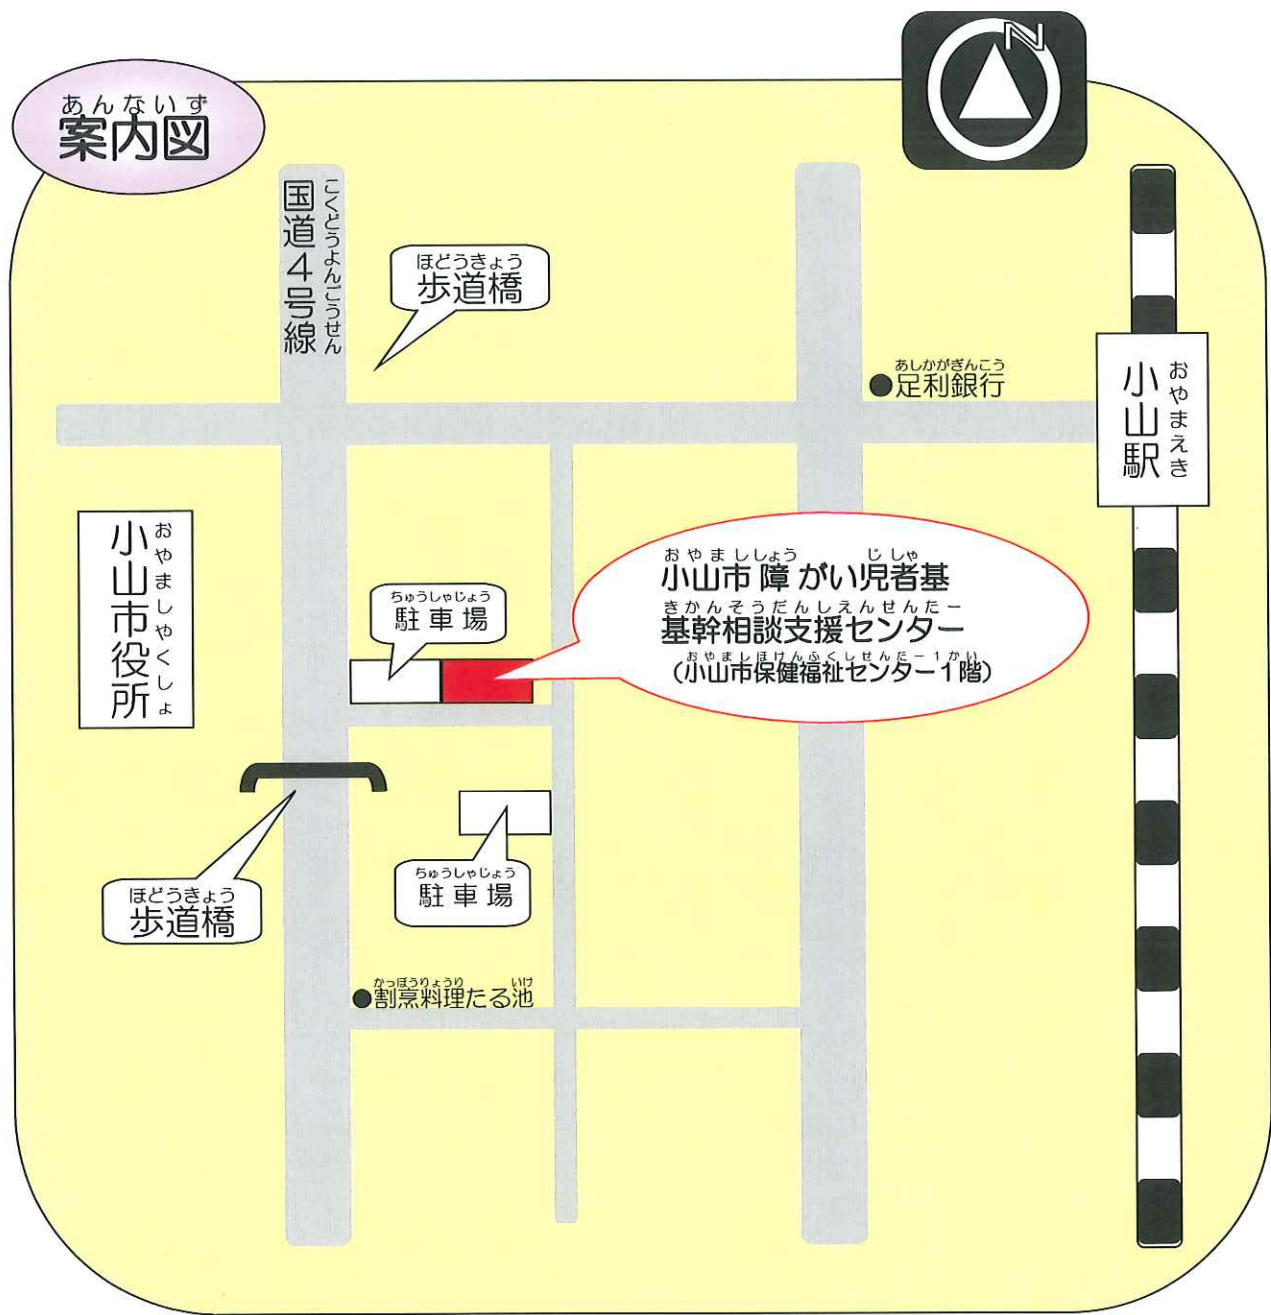 あんないず
案内図
N
国道4号線
こくどうよんごうせん
ほどうきょう
歩道橋
あしかがぎんこう
●足利銀行
小山駅
おやまえき
小山市役所
おやましやくしょ
ちゅうしゃじょう
駐車場
おやまししょう じしゃ
小山市障がい児者基
きかんそうだんしえんせんたー
基幹相談支援センター
おやましほけんふくしせんたー1かい
(小山市保健福祉センター1階)
ほどうきょう
歩道橋
ちゅうしゃじょう
駐車場
かっぽうりょうり いけ
●割烹料理たる池